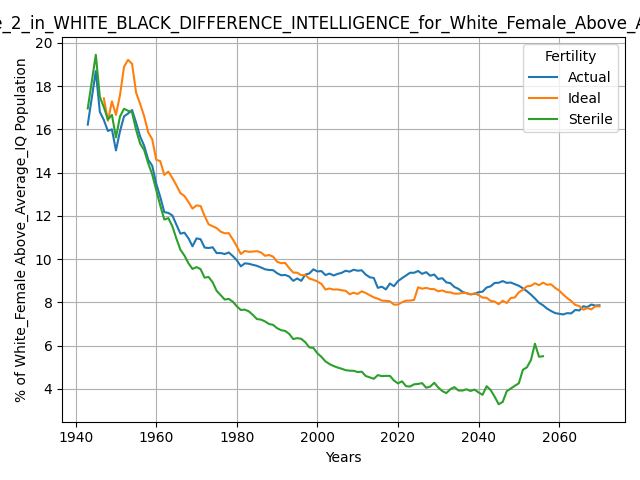 _2_in_WHITE_BLACK_DIFFERENCE_INTELLIGENCE_for_White_Female_Above_A
% of White_Female Above_Average_IQ Population
20
18
16
14
12
10
8
6
4
Fertility
Actual
Ideal
Sterile
1940 1960 1980 2000 2020 2040 2060
Years